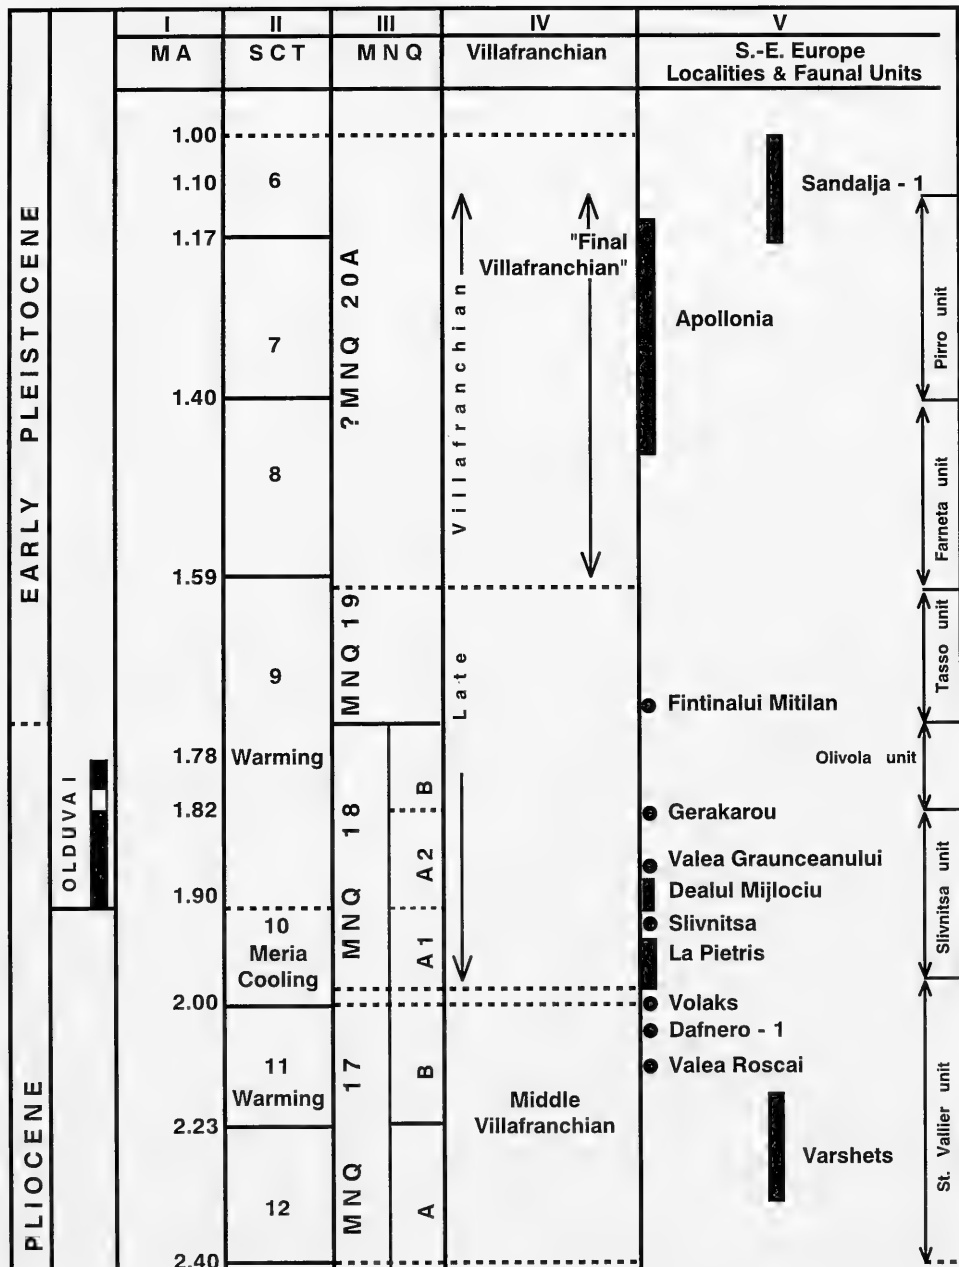 I II III IV V
MA SCT MNQ Villafranchian S.-E. Europe
Localities & Faunal Units
EARLY PLEISTOCENE
PLIOCENE
OLDUVAI
1.00
1.10
1.17
1.40
1.59
1.78
1.82
1.90
2.00
2.23
2.40
6
7
8
9
Warming
10
Meria
Cooling
11
Warming
12
?MNQ 20A
MNQ 19
MNQ 18
B
A2
A1
MNQ 17
B
A
Late Villafranchian
"Final
Villafranchian"
Middle
Villafranchian
Sandalja - 1
Apollonia
Fintinalui Mitilan
Gerakarou
Valea Graunceanului
Dealul Mijlociu
Slivnitsa
La Pietris
Volaks
Dafnero - 1
Valea Roscai
Varshets
Pirro unit
Farneta unit
Tasso unit
Olivola unit
Slivnitsa unit
St. Vallier unit